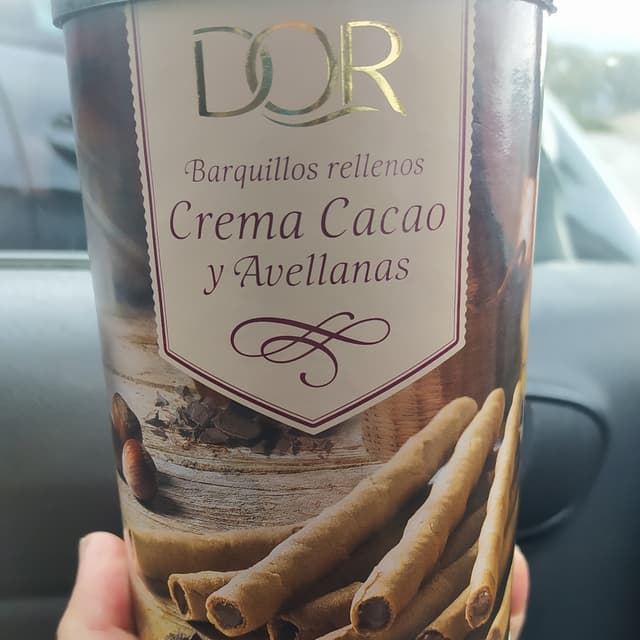 DOR
Barquillos rellenos
Crema Cacao
y Avellanas